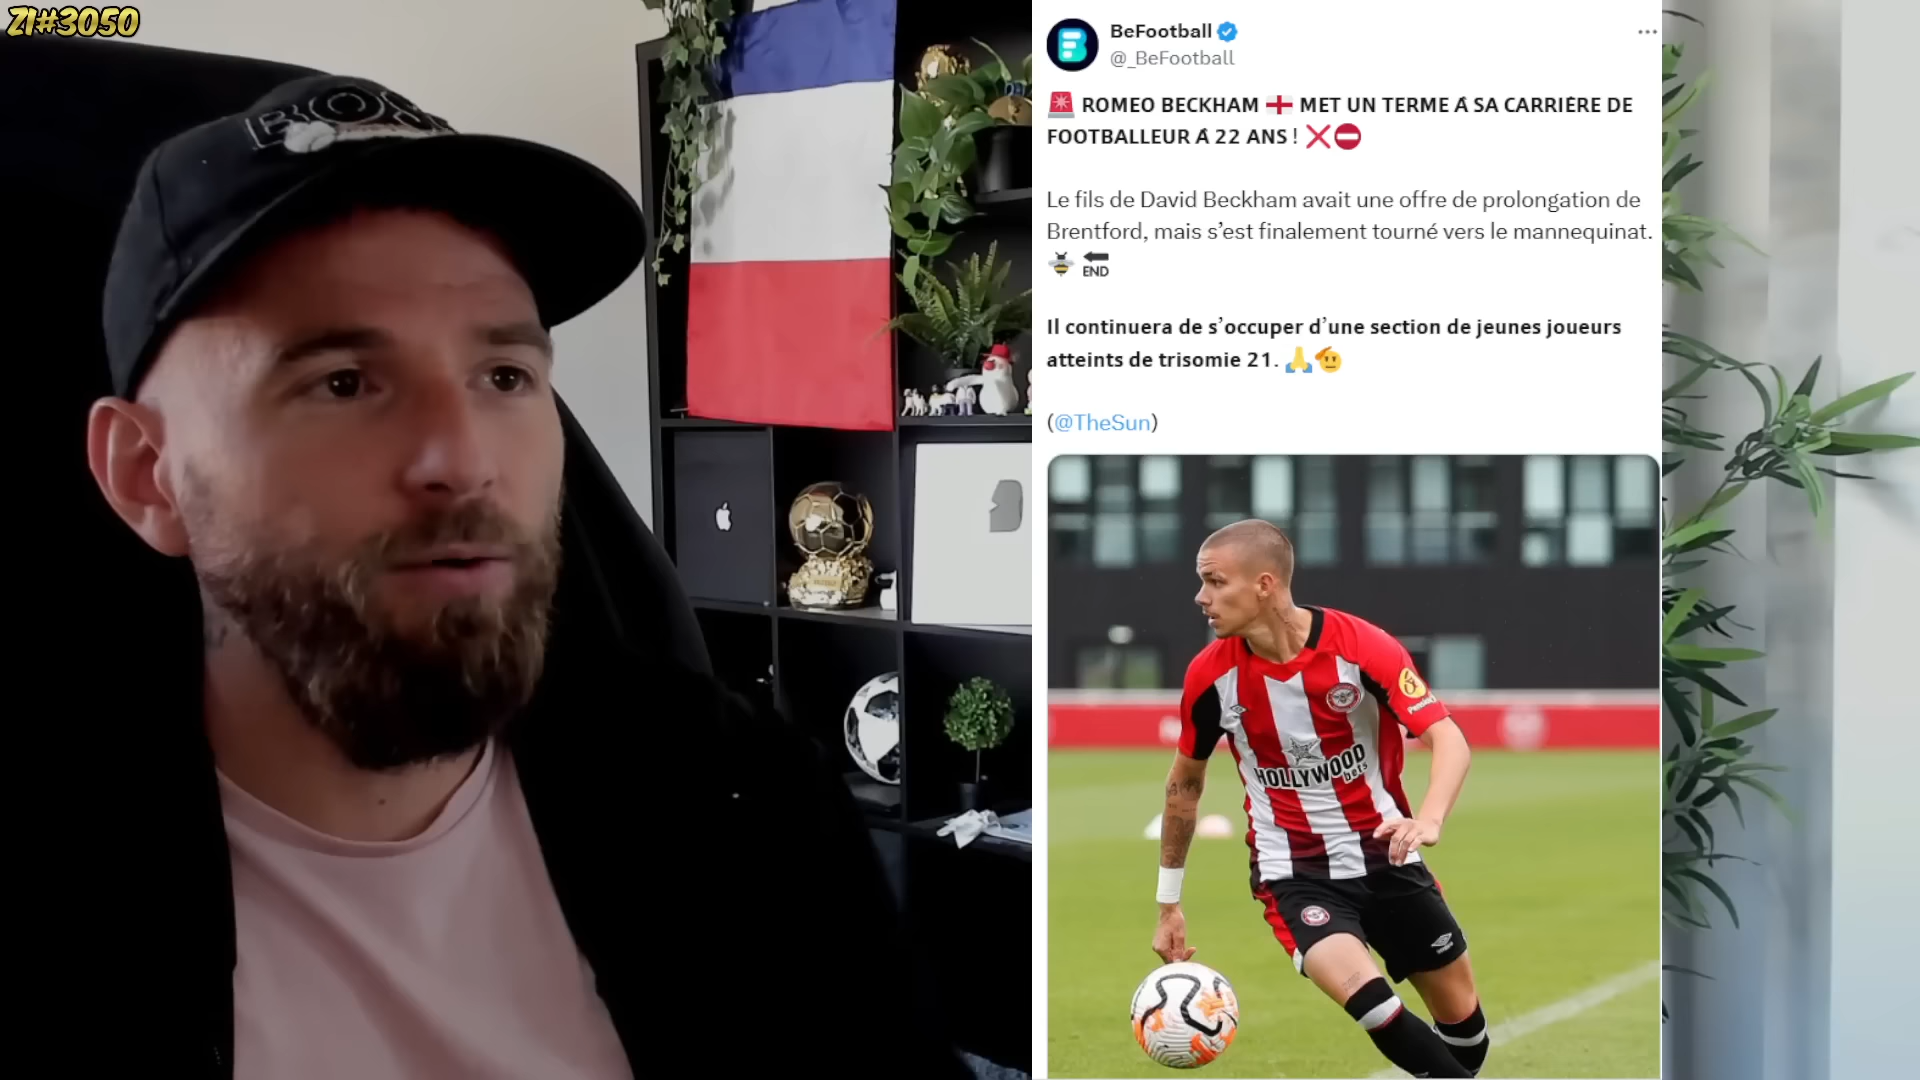 ZI#3050
BeFootball
@_BeFootball
🚨 ROMEO BECKHAM 🏴󠁧󠁢󠁥󠁮󠁧󠁿 MET UN TERME Á SA CARRIÈRE DE
FOOTBALLEUR Á 22 ANS ! ❌⛔
Le fils de David Beckham avait une offre de prolongation de
Brentford, mais s’est finalement tourné vers le mannequinat.
🐝 🔚
Il continuera de s’occuper d’une section de jeunes joueurs
atteints de trisomie 21. 🙏🫡
(@TheSun)
HOLLYWOOD
bets